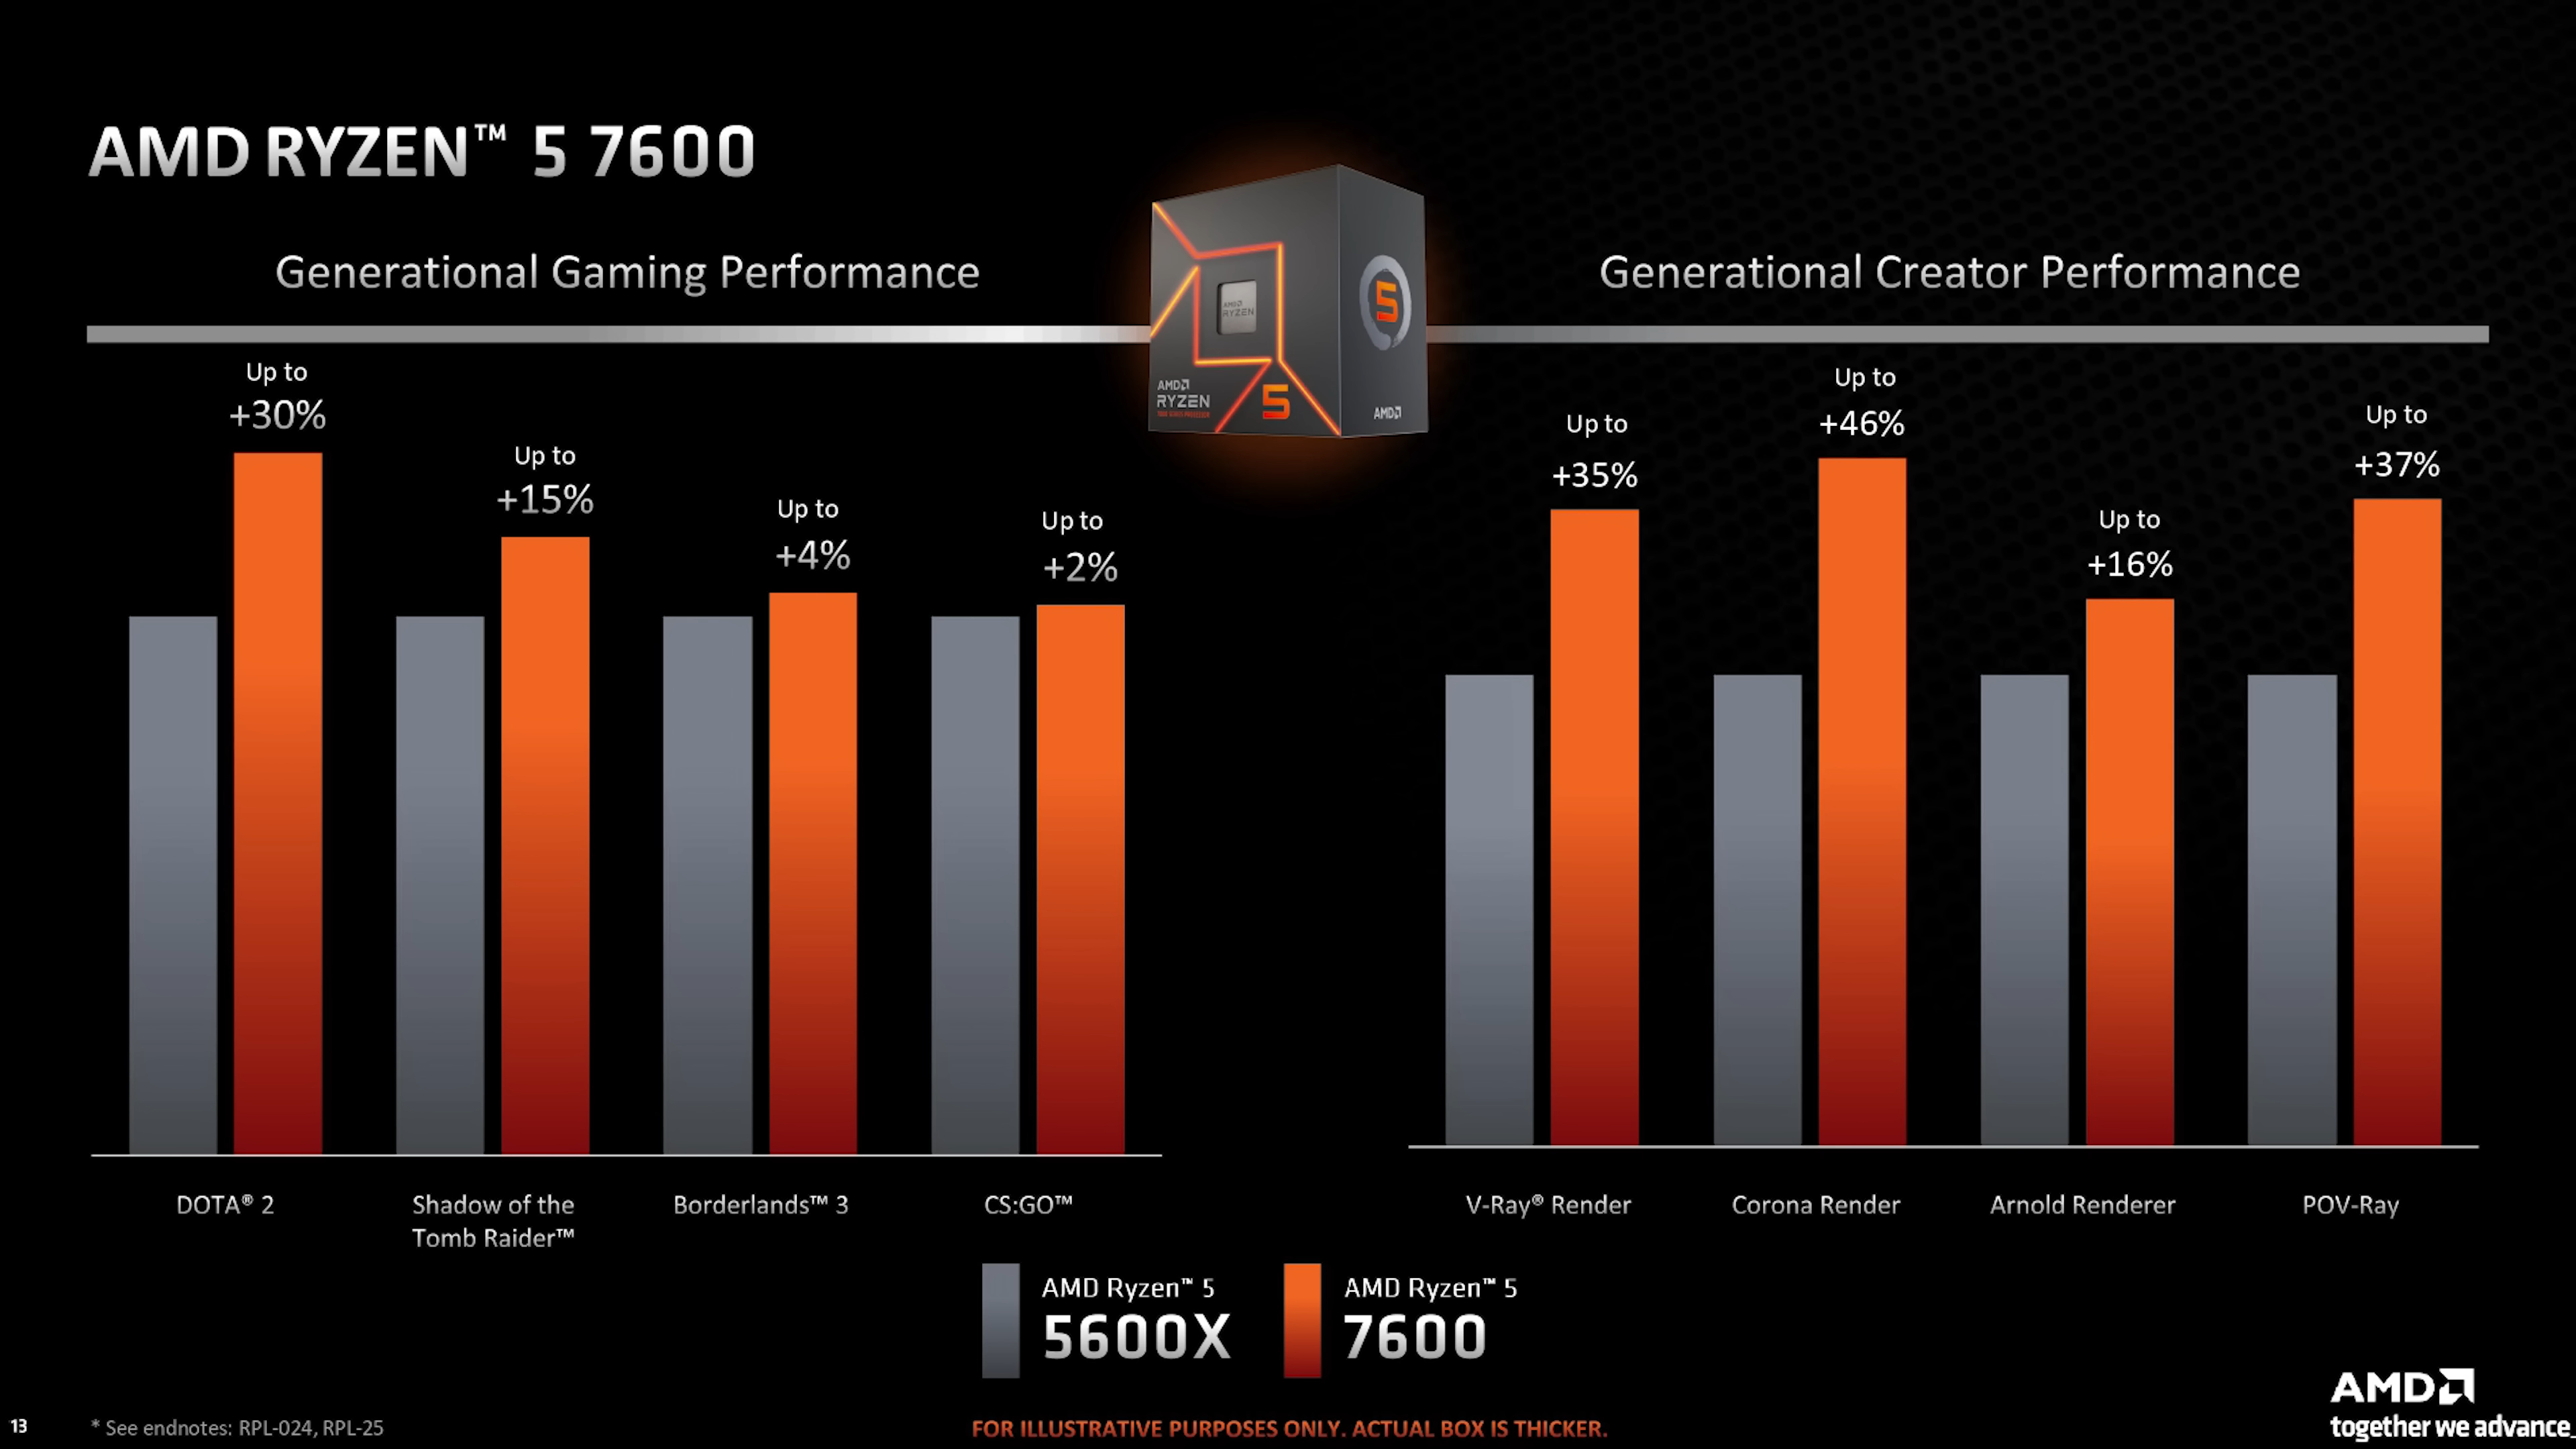 AMD RYZEN™ 5 7600
Generational Gaming Performance
Up to
+30%
Up to
+15%
Up to
+4%
Up to
+2%
DOTA® 2
Shadow of the
Tomb Raider™
Borderlands™ 3
CS:GO™
AMD
RYZEN
AMD
RYZEN
5
5
AMD
Generational Creator Performance
Up to
+35%
Up to
+46%
Up to
+16%
Up to
+37%
V-Ray® Render
Corona Render
Arnold Renderer
POV-Ray
AMD Ryzen™ 5
5600X
AMD Ryzen™ 5
7600
13
* See endnotes: RPL-024, RPL-25
FOR ILLUSTRATIVE PURPOSES ONLY. ACTUAL BOX IS THICKER.
AMD
together we advance_